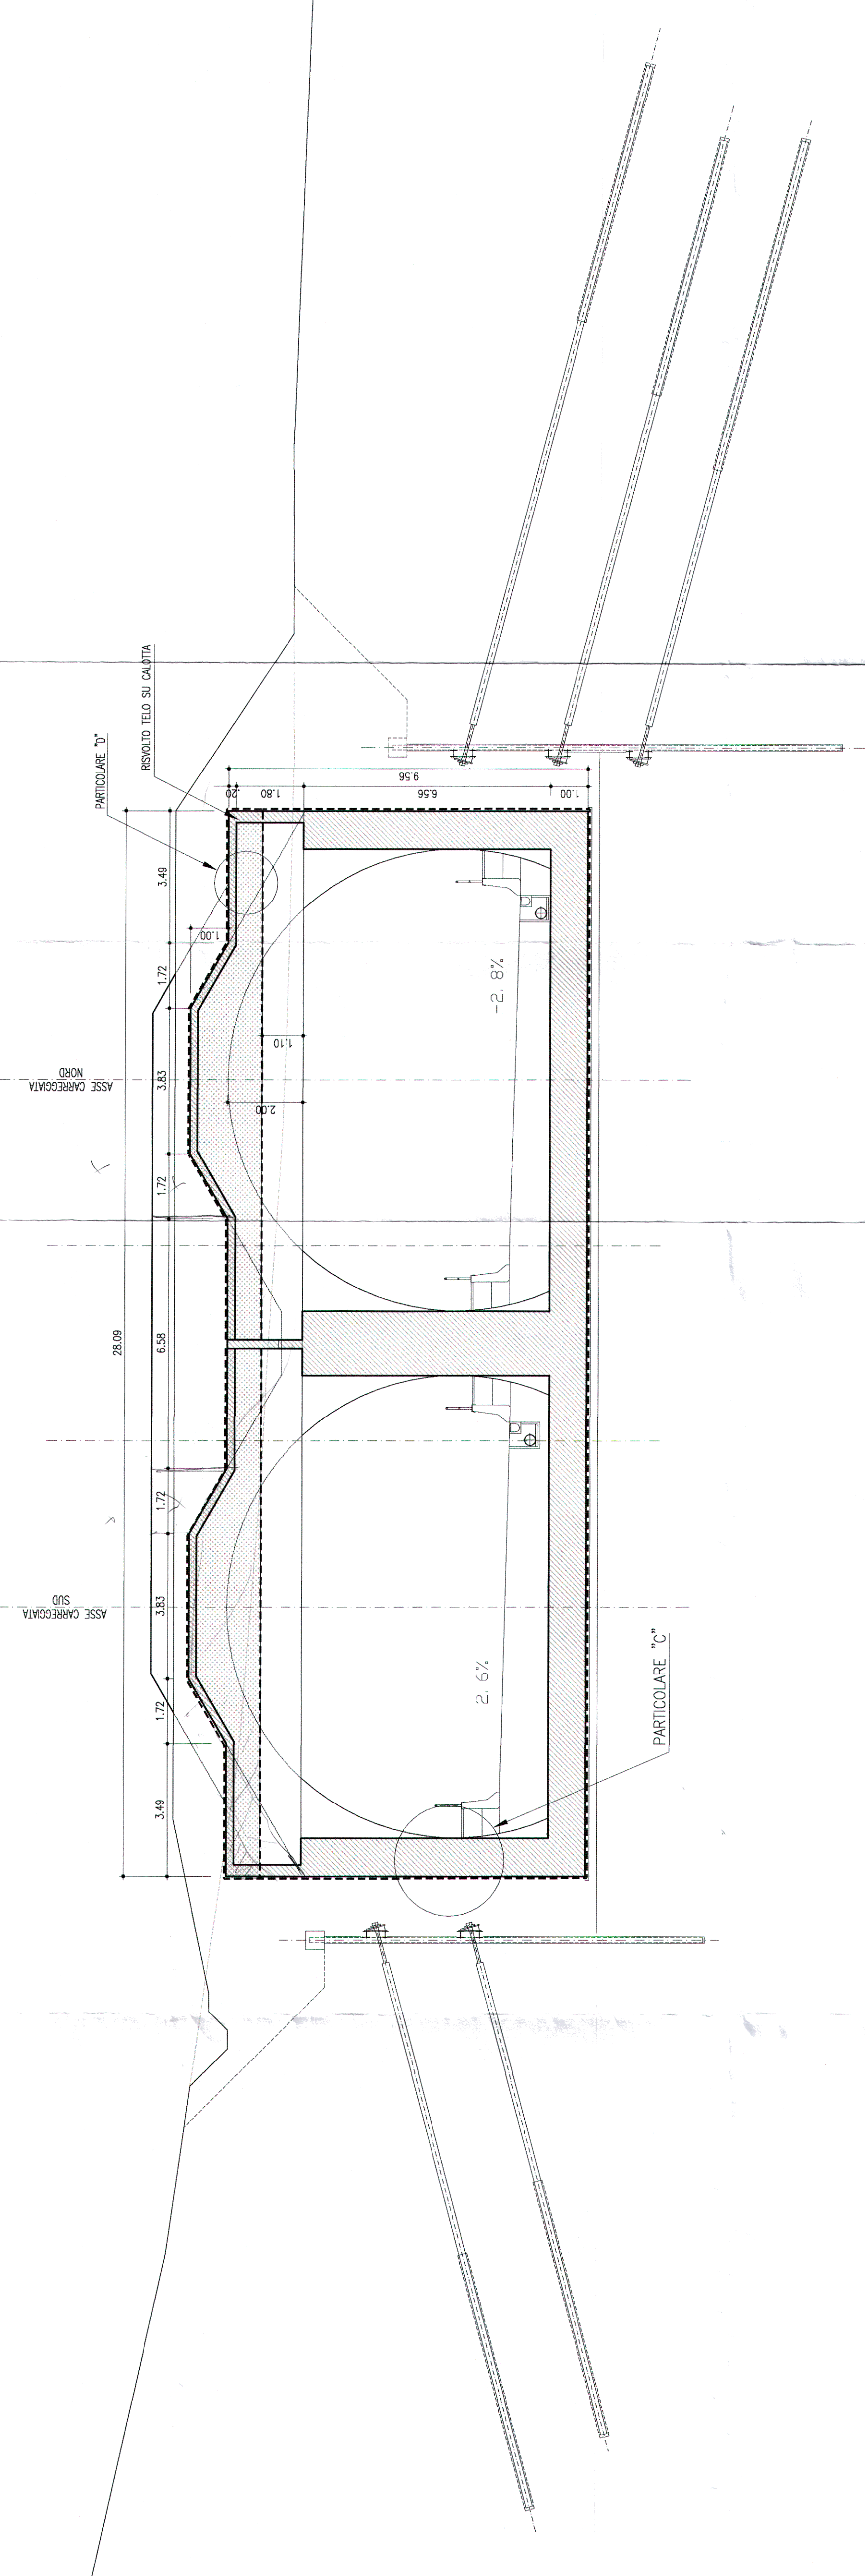 RISVOLTO TELO SU CALOTTA
PARTICOLARE "D"
9.56
.20
1.80
6.56
1.00
3.49
1.00
1.72
-2.8%
1.10
ASSE CARREGGIATA
NORD
3.83
2.00
1.72
28.09
6.58
1.72
ASSE CARREGGIATA
SUD
3.83
2.6%
PARTICOLARE "C"
1.72
3.49